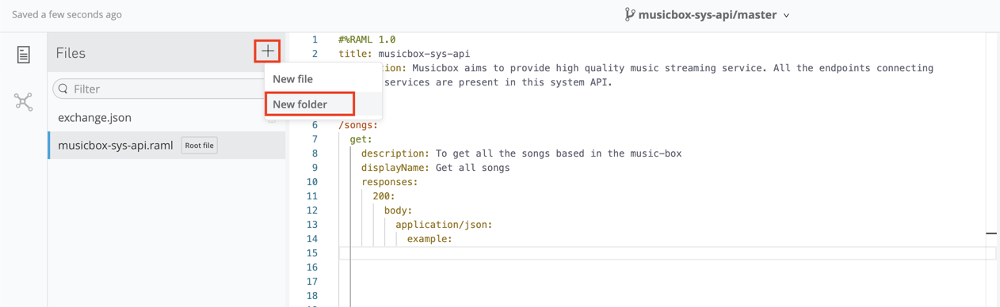 Saved a few seconds ago
musicbox-sys-api/master
Files
New file
New folder
Filter
exchange.json
musicbox-sys-api.raml Root file
1 #%RAML 1.0
2 title: musicbox-sys-api
ion: Musicbox aims to provide high quality music streaming service. All the endpoints connecting
services are present in this system API.
6 /songs:
7 get:
8 description: To get all the songs based in the music-box
9 displayName: Get all songs
10 responses:
11 200:
12 body:
13 application/json:
14 example:
15
16
17
18